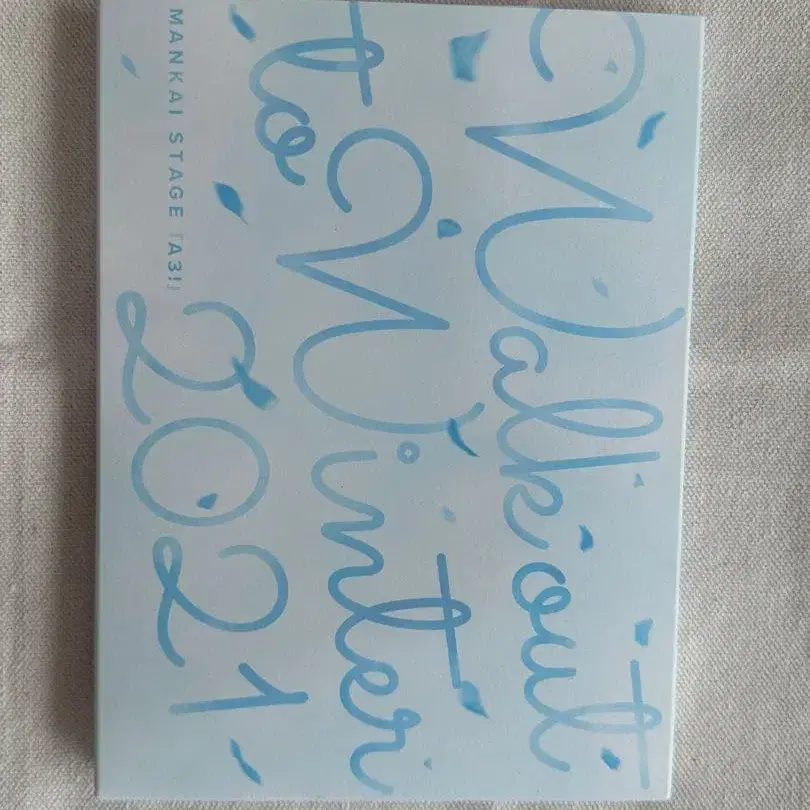 Walk out
to Winter
MANKAI STAGE『A3!』
2021